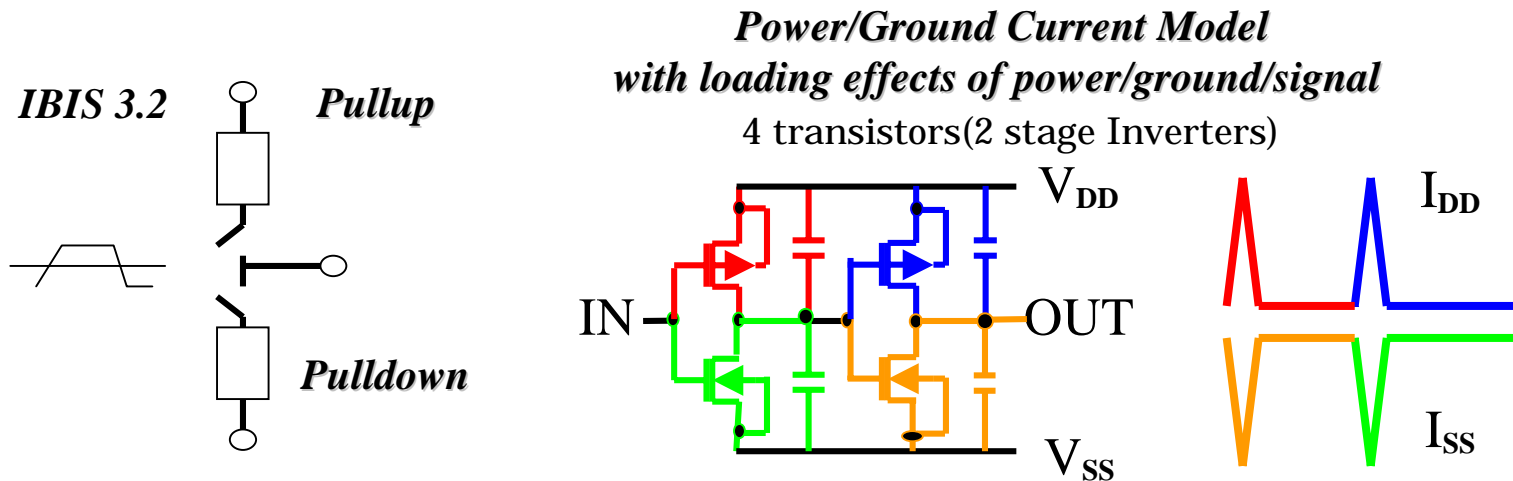 IBIS 3.2
Pullup
Pulldown
Power/Ground Current Model
with loading effects of power/ground/signal
4 transistors(2 stage Inverters)
VDD
IN
OUT
VSS
IDD
ISS